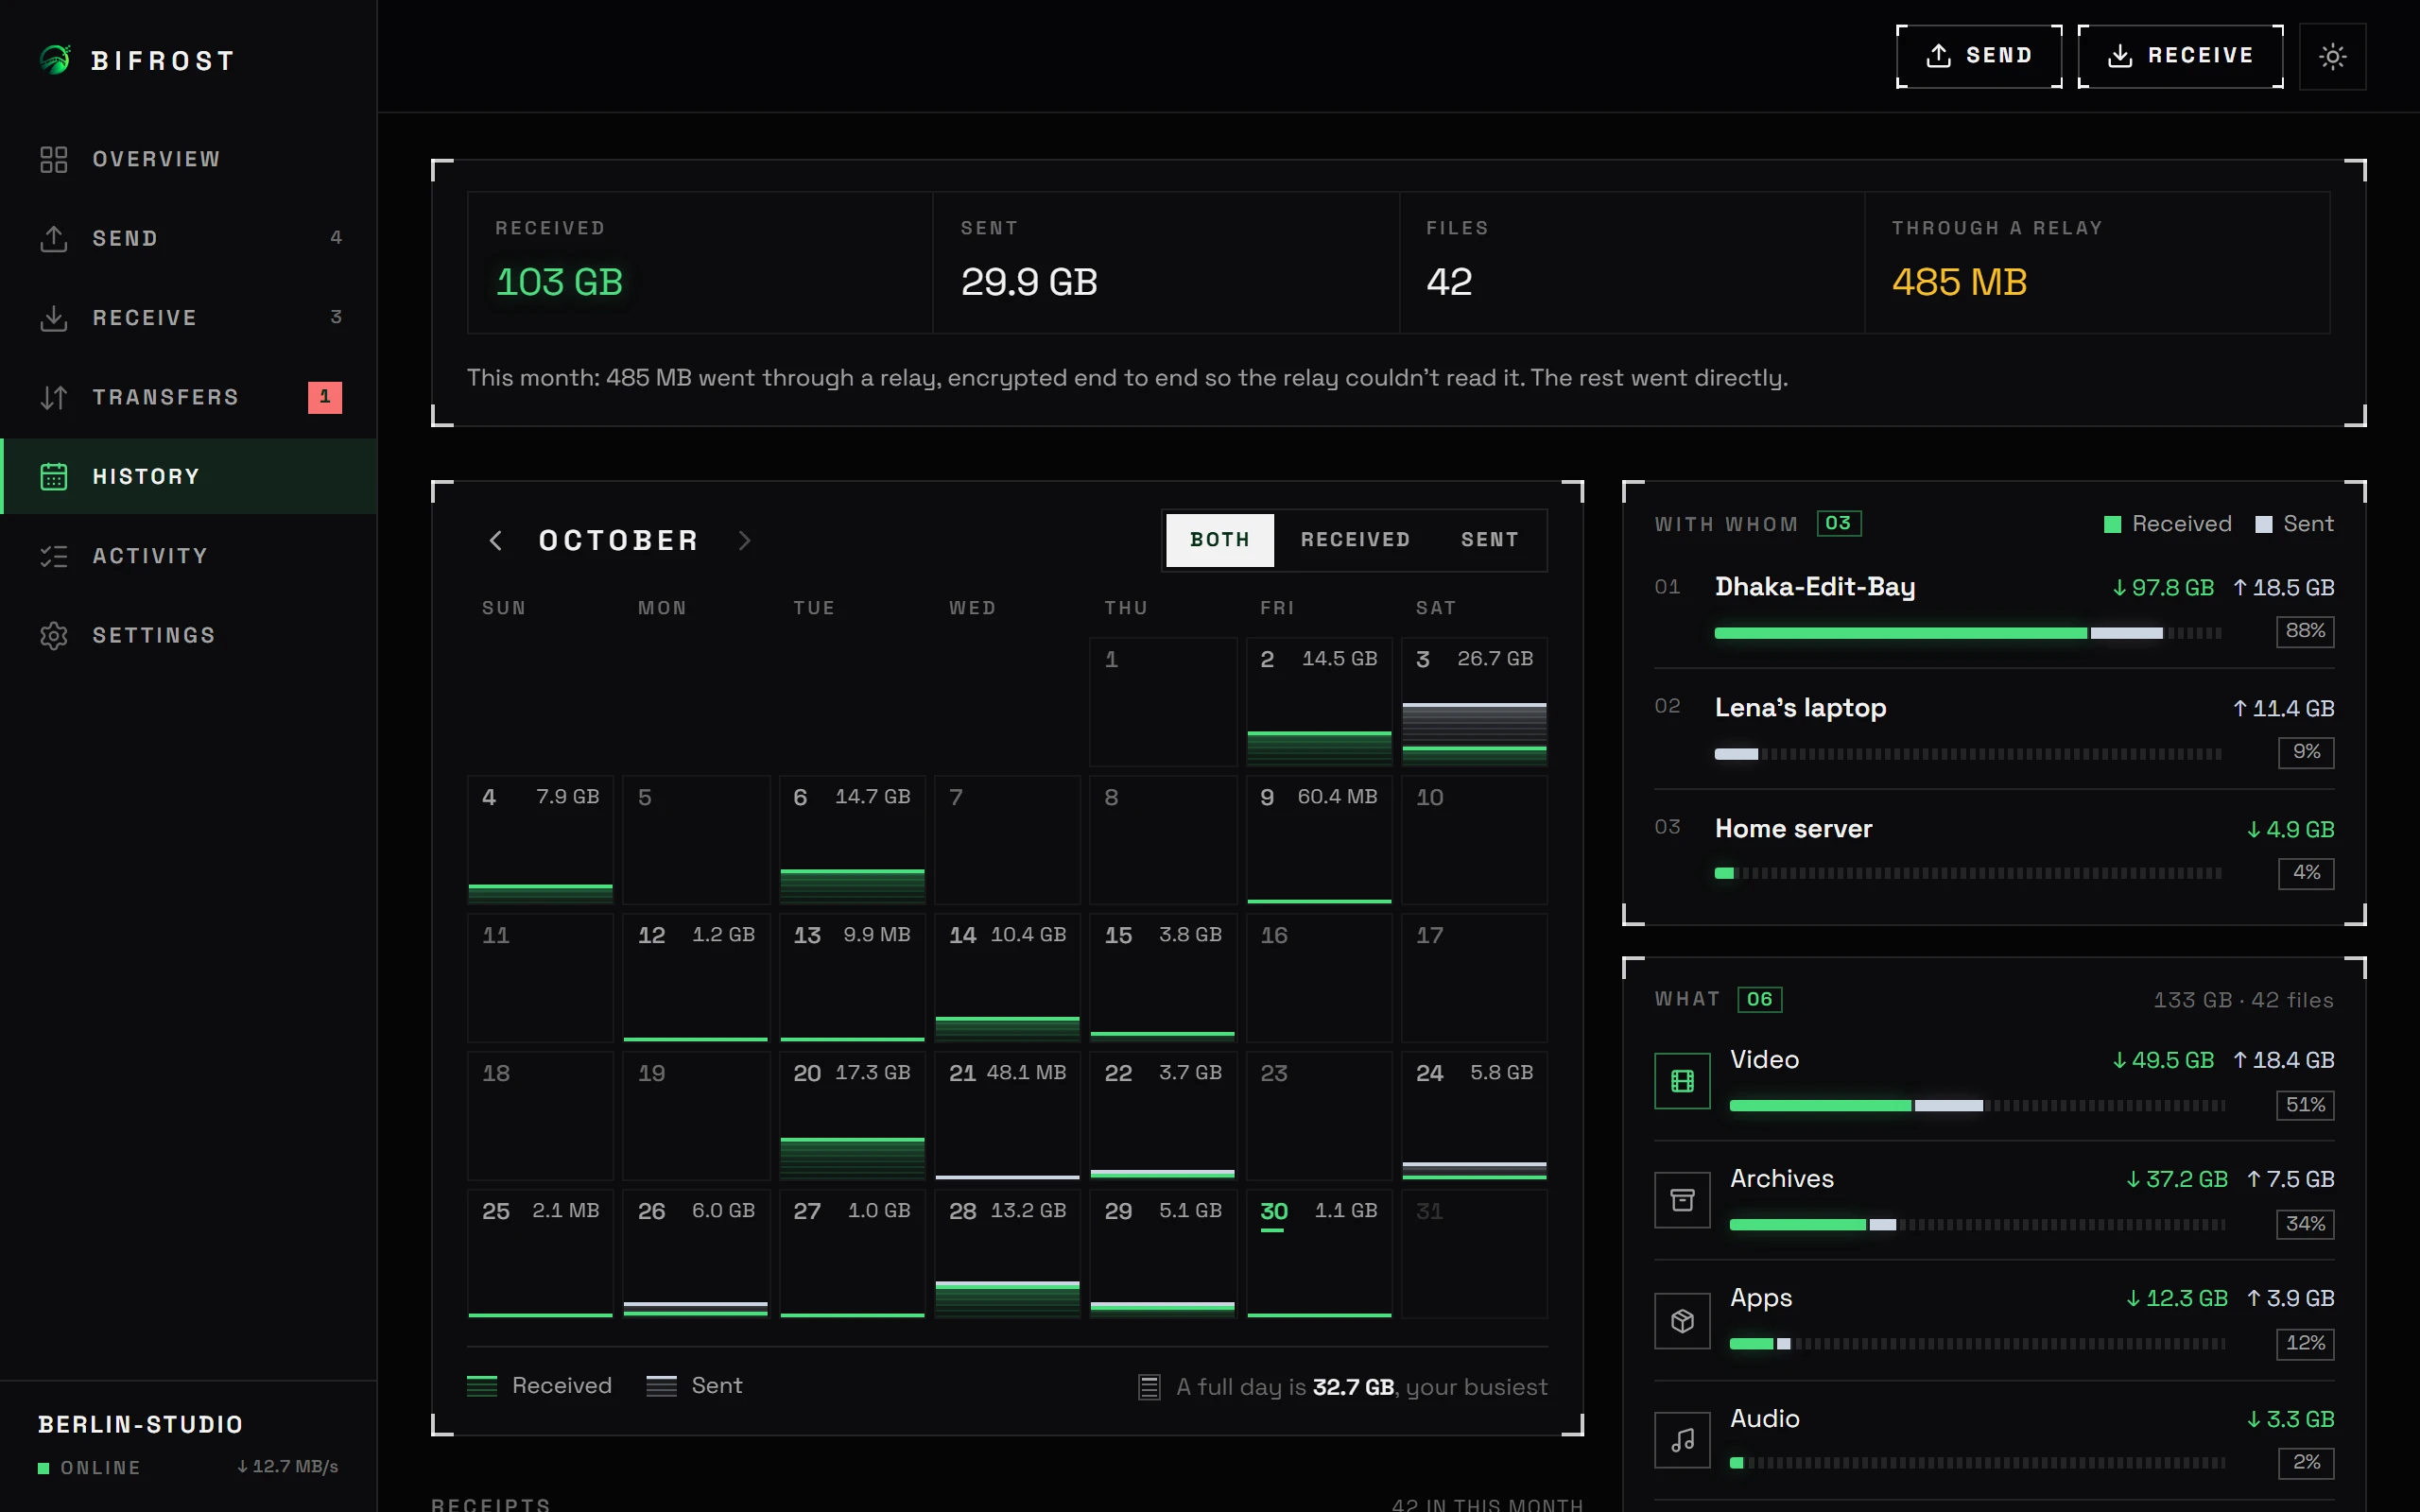 BIFROST
SEND
RECEIVE
OVERVIEW
SEND 4
RECEIVE 3
TRANSFERS 1
HISTORY
ACTIVITY
SETTINGS
BERLIN-STUDIO
ONLINE ↓ 12.7 MB/s
RECEIVED SENT FILES THROUGH A RELAY
103 GB 29.9 GB 42 485 MB
This month: 485 MB went through a relay, encrypted end to end so the relay couldn't read it. The rest went directly.
OCTOBER BOTH RECEIVED SENT
SUN MON TUE WED THU FRI SAT
1 2 14.5 GB 3 26.7 GB
4 7.9 GB 5 6 14.7 GB 7 8 9 60.4 MB 10
11 12 1.2 GB 13 9.9 MB 14 10.4 GB 15 3.8 GB 16 17
18 19 20 17.3 GB 21 48.1 MB 22 3.7 GB 23 24 5.8 GB
25 2.1 MB 26 6.0 GB 27 1.0 GB 28 13.2 GB 29 5.1 GB 30 1.1 GB 31
Received Sent A full day is 32.7 GB, your busiest
RECEIPTS 42 IN THIS MONTH
WITH WHOM 03 Received Sent
01 Dhaka-Edit-Bay ↓ 97.8 GB ↑ 18.5 GB
88%
02 Lena's laptop ↑ 11.4 GB
9%
03 Home server ↓ 4.9 GB
4%
WHAT 06 133 GB · 42 files
Video ↓ 49.5 GB ↑ 18.4 GB
51%
Archives ↓ 37.2 GB ↑ 7.5 GB
34%
Apps ↓ 12.3 GB ↑ 3.9 GB
12%
Audio ↓ 3.3 GB
2%